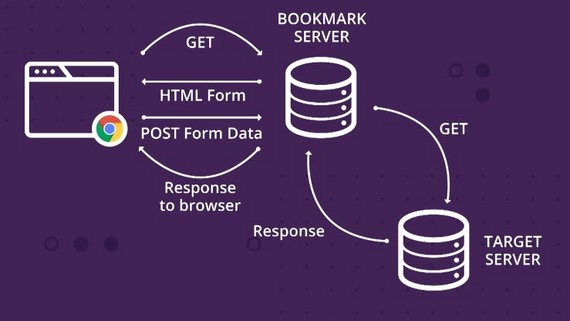 BOOKMARK
SERVER
GET
HTML Form
POST Form Data
GET
Response
to browser
Response
TARGET
SERVER